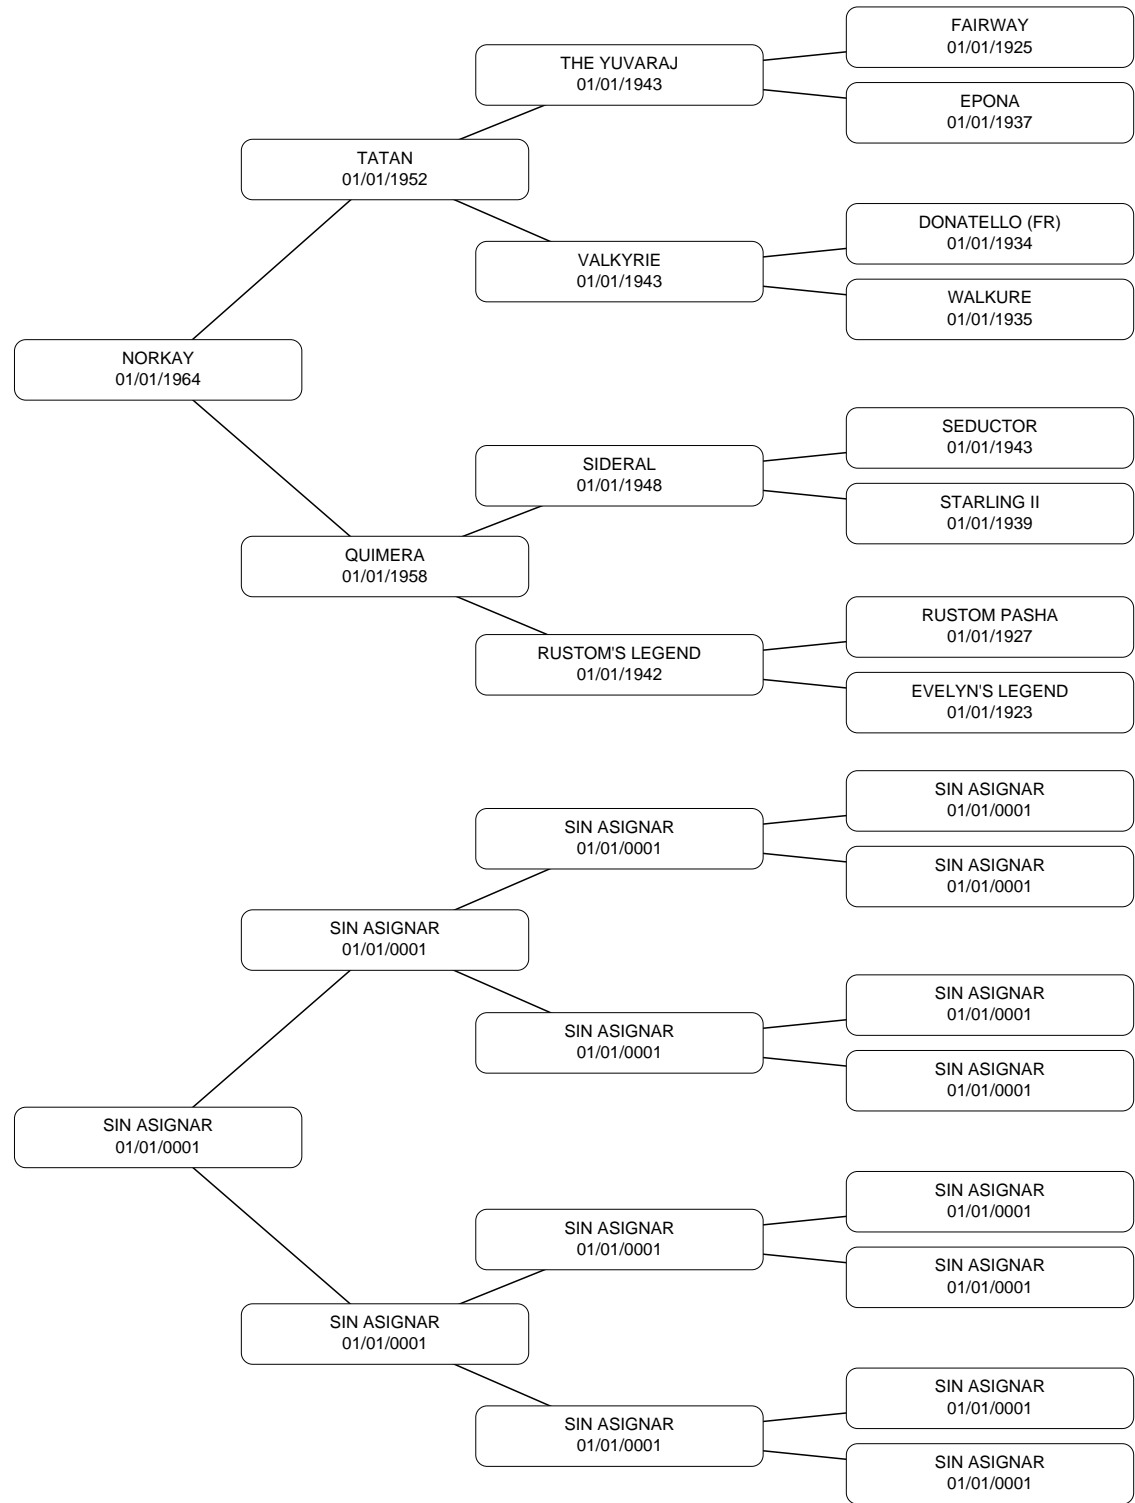 FAIRWAY
01/01/1925
THE YUVARAJ
01/01/1943
EPONA
01/01/1937
TATAN
01/01/1952
DONATELLO (FR)
01/01/1934
VALKYRIE
01/01/1943
WALKURE
01/01/1935
NORKAY
01/01/1964
SEDUCTOR
01/01/1943
SIDERAL
01/01/1948
STARLING II
01/01/1939
QUIMERA
01/01/1958
RUSTOM PASHA
01/01/1927
RUSTOM'S LEGEND
01/01/1942
EVELYN'S LEGEND
01/01/1923
SIN ASIGNAR
01/01/0001
SIN ASIGNAR
01/01/0001
SIN ASIGNAR
01/01/0001
SIN ASIGNAR
01/01/0001
SIN ASIGNAR
01/01/0001
SIN ASIGNAR
01/01/0001
SIN ASIGNAR
01/01/0001
SIN ASIGNAR
01/01/0001
SIN ASIGNAR
01/01/0001
SIN ASIGNAR
01/01/0001
SIN ASIGNAR
01/01/0001
SIN ASIGNAR
01/01/0001
SIN ASIGNAR
01/01/0001
SIN ASIGNAR
01/01/0001
SIN ASIGNAR
01/01/0001